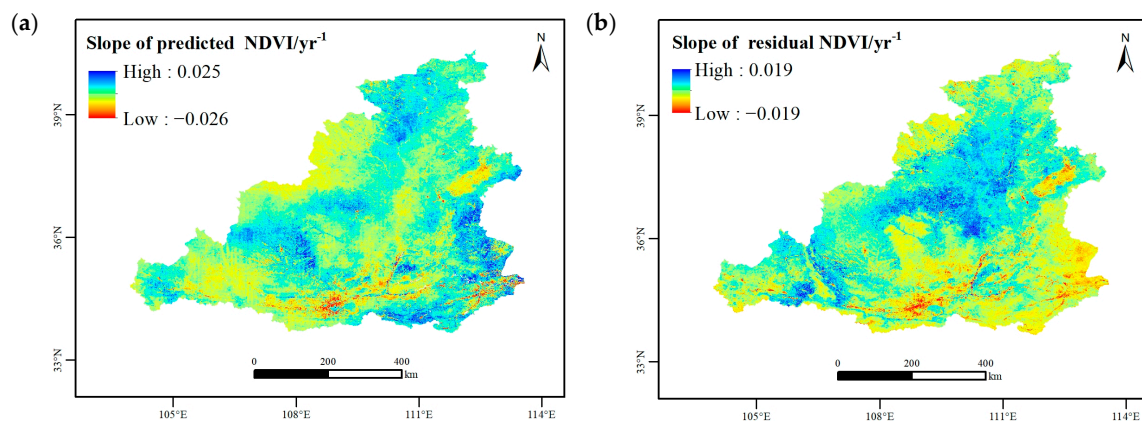 (a)
Slope of predicted NDVI/yr⁻¹
High : 0.025
Low : −0.026
N
39°N
36°N
33°N
0 200 400
km
105°E 108°E 111°E 114°E
(b)
Slope of residual NDVI/yr⁻¹
High : 0.019
Low : −0.019
N
39°N
36°N
33°N
0 200 400
km
105°E 108°E 111°E 114°E